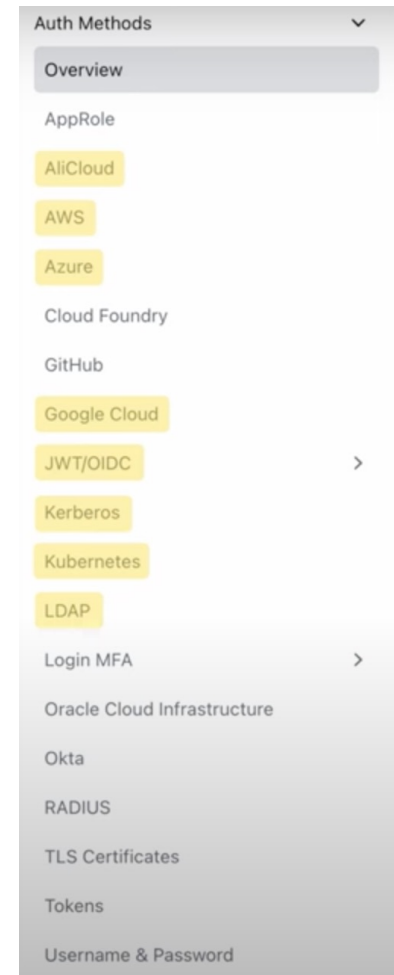 Auth Methods
Overview
AppRole
AliCloud
AWS
Azure
Cloud Foundry
GitHub
Google Cloud
JWT/OIDC
Kerberos
Kubernetes
LDAP
Login MFA
Oracle Cloud Infrastructure
Okta
RADIUS
TLS Certificates
Tokens
Username & Password